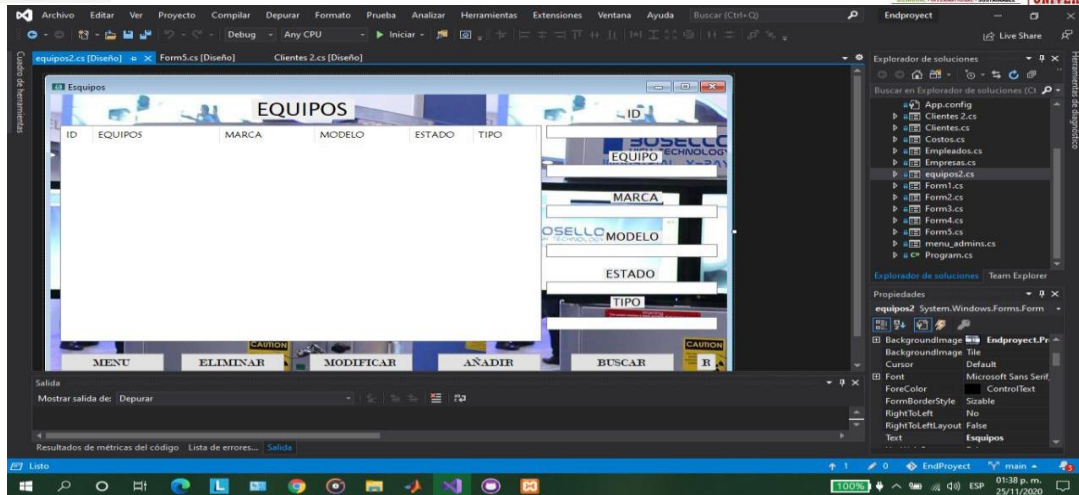 UNIVER
Archivo Editar Ver Proyecto Compilar Depurar Formato Prueba Analizar Herramientas Extensiones Ventana Ayuda Buscar (Ctrl+Q) Endproyect
Debug Any CPU Iniciar Live Share
equipos2.cs [Diseño] Form5.cs [Diseño] Clientes 2.cs [Diseño]
Cuadro de herramientas
Esquipos
EQUIPOS
ID EQUIPOS MARCA MODELO ESTADO TIPO
ID
EQUIPO
MARCA
MODELO
ESTADO
TIPO
CAUTION
CAUTION
MENU ELIMINAR MODIFICAR AÑADIR BUSCAR R
Explorador de soluciones
Buscar en Explorador de soluciones (Ct
App.config
Clientes 2.cs
Clientes.cs
Costos.cs
Empleados.cs
Empresas.cs
equipos2.cs
Form1.cs
Form2.cs
Form3.cs
Form4.cs
Form5.cs
menu_admins.cs
Program.cs
Explorador de soluciones Team Explorer
Herramientas de diagnóstico
Propiedades
equipos2 System.Windows.Forms.Form
BackgroundImage Endproyect.Pr
BackgroundImage Tile
Cursor Default
Font Microsoft Sans Serif
ForeColor ControlText
FormBorderStyle Sizable
RightToLeft No
RightToLeftLayout False
Text Esquipos
Salida
Mostrar salida de: Depurar
Resultados de métricas del código Lista de errores... Salida
Listo 1 0 EndProyect main
100% ESP 01:38 p. m.
25/11/2020